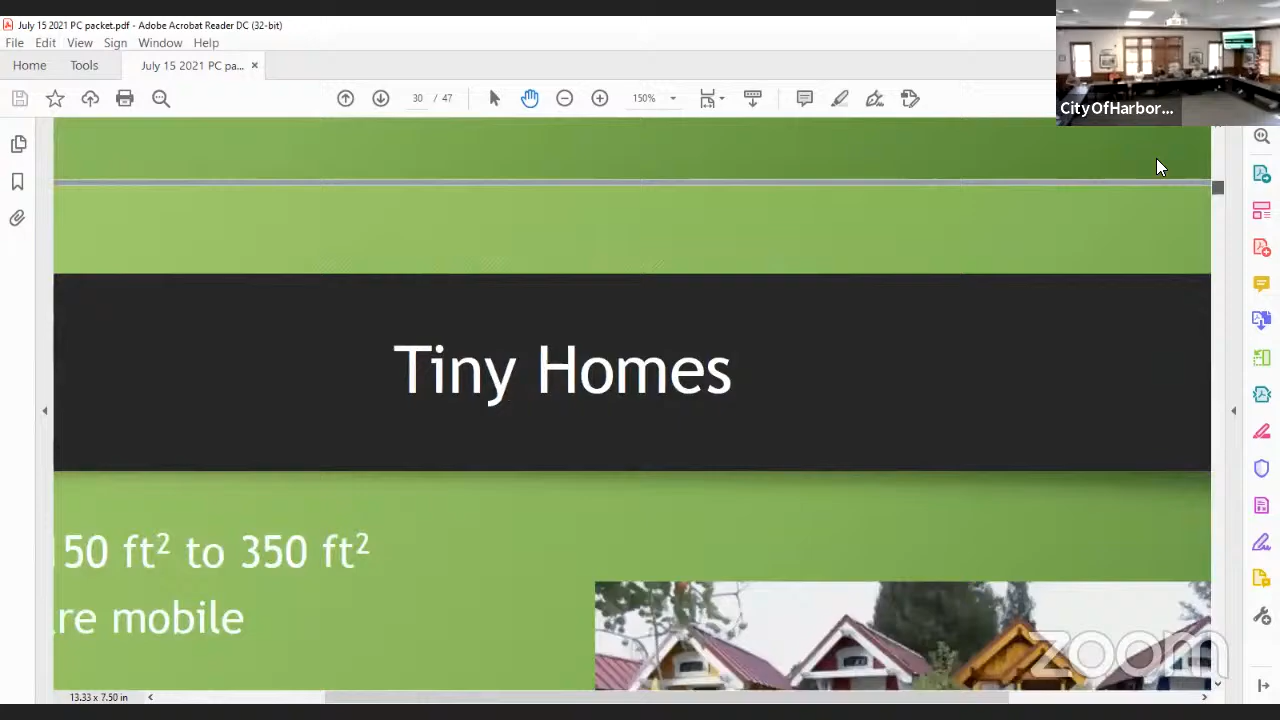 July 15 2021 PC packet.pdf - Adobe Acrobat Reader DC (32-bit)
File Edit View Sign Window Help
Home Tools July 15 2021 PC pa... ×
30 / 47 150%
CityOfHarbor...
Tiny Homes
50 ft² to 350 ft²
re mobile
zoom
13.33 x 7.50 in